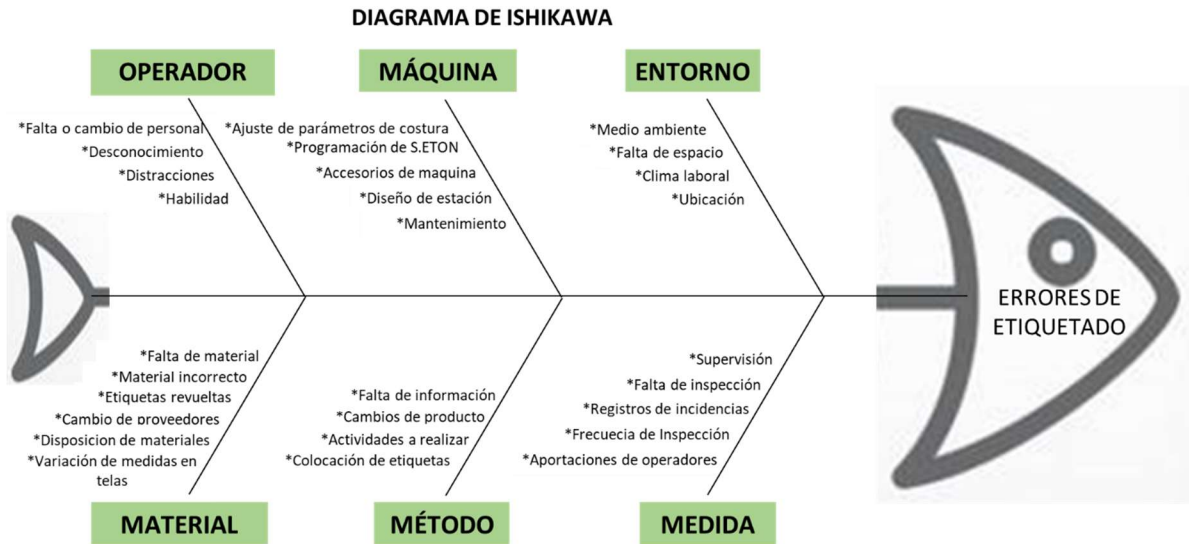 DIAGRAMA DE ISHIKAWA
OPERADOR
*Falta o cambio de personal
*Desconocimiento
*Distracciones
*Habilidad
MÁQUINA
*Ajuste de parámetros de costura
*Programación de S.ETON
*Accesorios de maquina
*Diseño de estación
*Mantenimiento
ENTORNO
*Medio ambiente
*Falta de espacio
*Clima laboral
*Ubicación
ERRORES DE
ETIQUETADO
*Falta de material
*Material incorrecto
*Etiquetas revueltas
*Cambio de proveedores
*Disposicion de materiales
*Variación de medidas en
telas
MATERIAL
*Falta de información
*Cambios de producto
*Actividades a realizar
*Colocación de etiquetas
MÉTODO
*Supervisión
*Falta de inspección
*Registros de incidencias
*Frecuecia de Inspección
*Aportaciones de operadores
MEDIDA